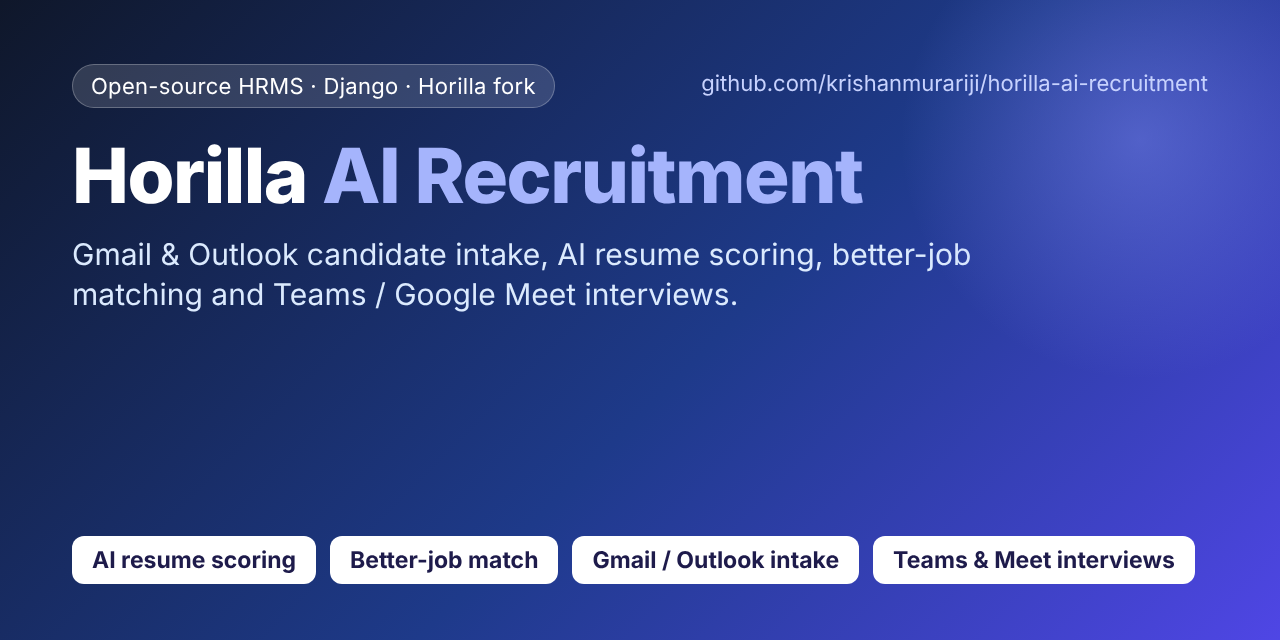 Open-source HRMS · Django · Horilla fork
github.com/krishanmurariji/horilla-ai-recruitment
Horilla AI Recruitment
Gmail & Outlook candidate intake, AI resume scoring, better-job
matching and Teams / Google Meet interviews.
AI resume scoring
Better-job match
Gmail / Outlook intake
Teams & Meet interviews